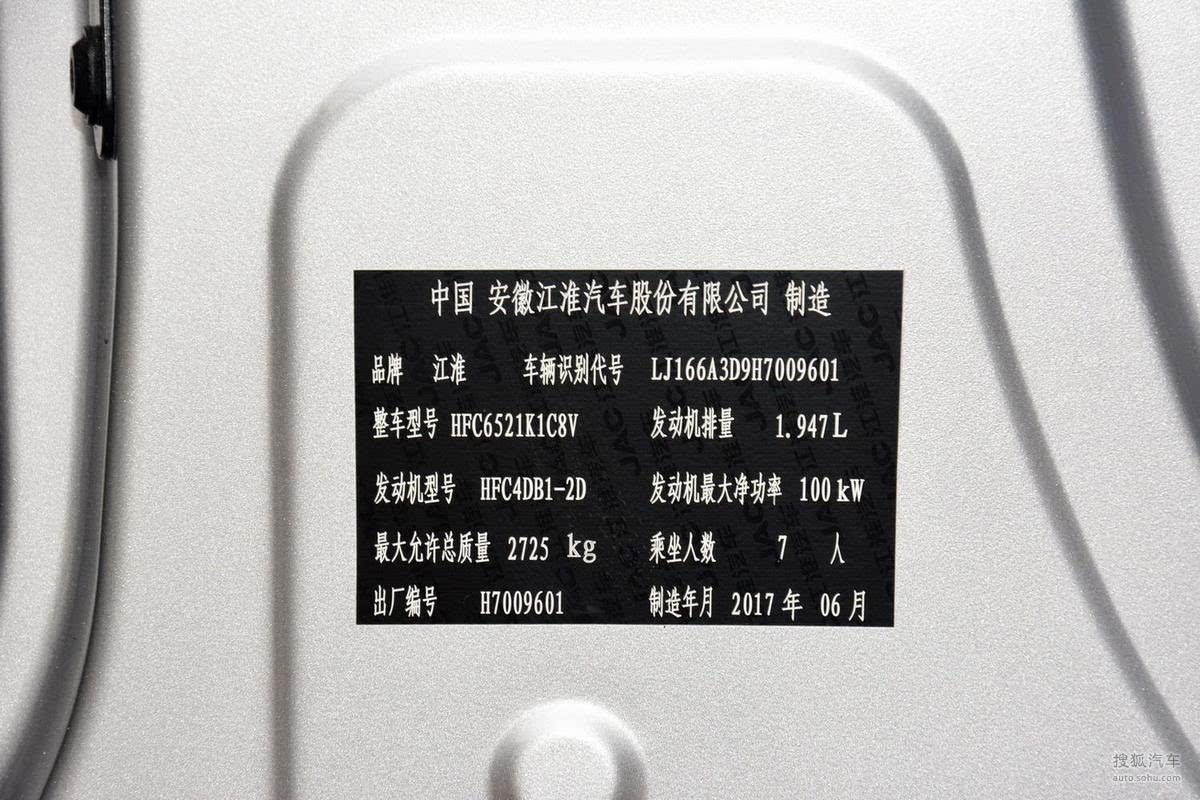 中国 安徽江淮汽车股份有限公司 制造
品牌 江淮 车辆识别代号 LJ166A3D9H7009601
整车型号 HFC6521K1C8V 发动机排量 1.947L
发动机型号 HFC4DB1-2D 发动机最大净功率 100kW
最大允许总质量 2725 kg 乘坐人数 7 人
出厂编号 H7009601 制造年月 2017年 06月
搜狐汽车
auto.sohu.com